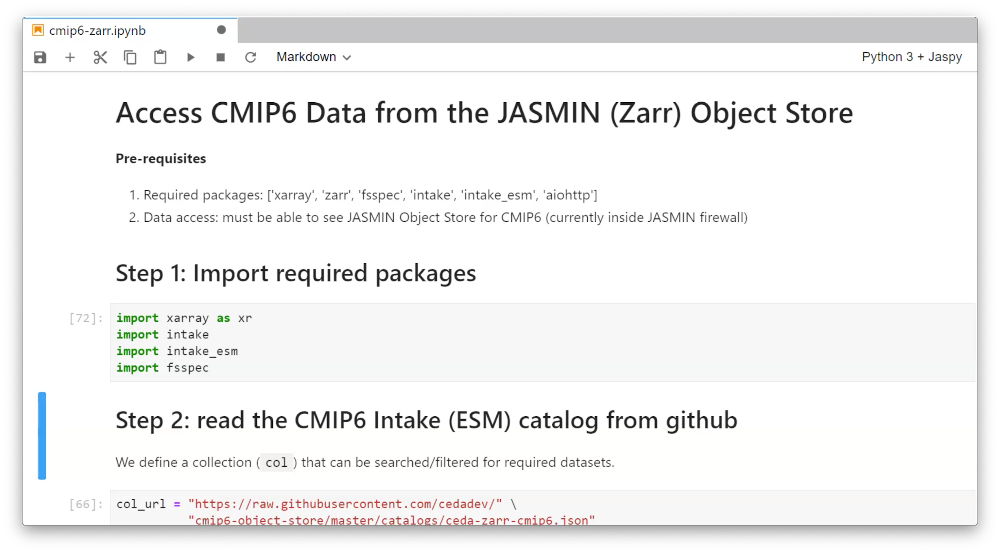 cmip6-zarr.ipynb
Markdown
Python 3 + Jaspy
Access CMIP6 Data from the JASMIN (Zarr) Object Store
Pre-requisites
1. Required packages: ['xarray', 'zarr', 'fsspec', 'intake', 'intake_esm', 'aiohttp']
2. Data access: must be able to see JASMIN Object Store for CMIP6 (currently inside JASMIN firewall)
Step 1: Import required packages
[72]:
import xarray as xr
import intake
import intake_esm
import fsspec
Step 2: read the CMIP6 Intake (ESM) catalog from github
We define a collection ( col ) that can be searched/filtered for required datasets.
[66]:
col_url = "https://raw.githubusercontent.com/cedadev/" \
"cmip6-object-store/master/catalogs/ceda-zarr-cmip6.json"